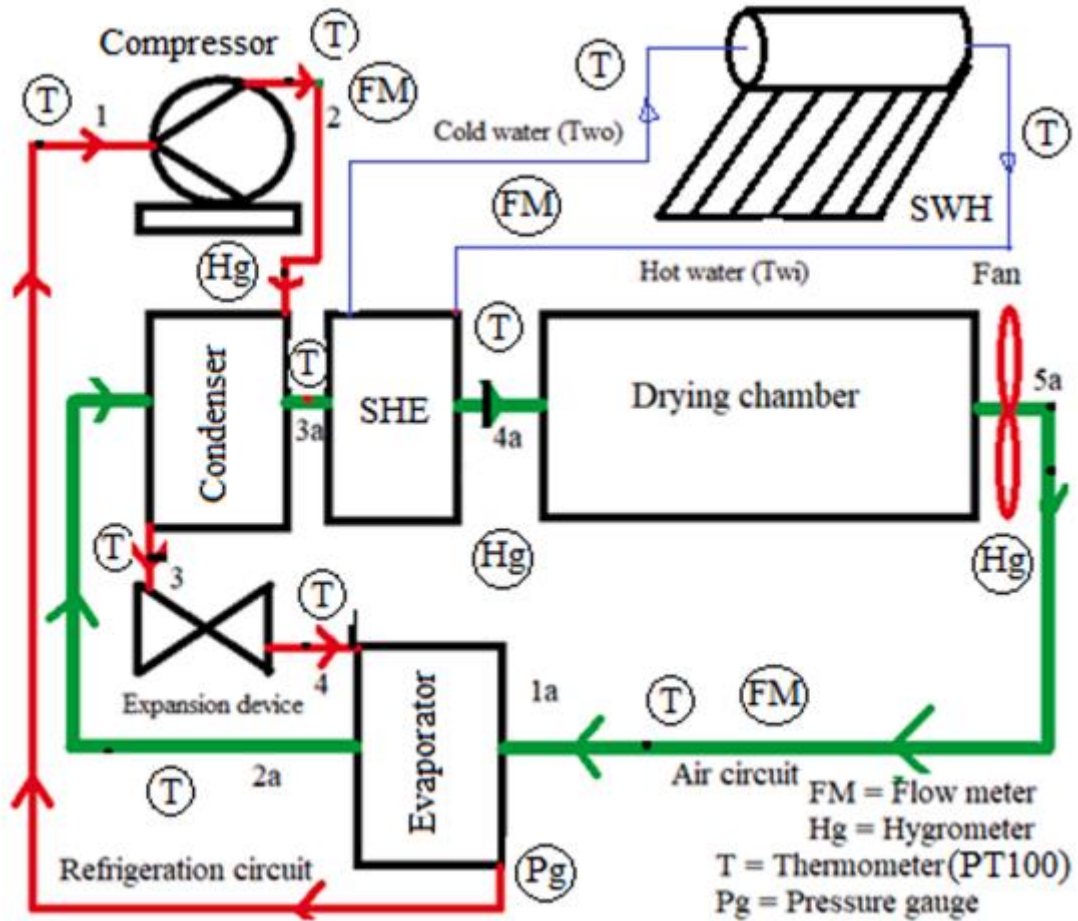 T
Compressor
T
T
1
FM
2
Cold water (Two)
T
FM
SWH
Hg
Hot water (Twi)
Fan
T
T
T
Condenser
3a
SHE
4a
Drying chamber
5a
T
Hg
Hg
3
T
4
Expansion device
Evaporator
1a
T
FM
2a
T
Air circuit
FM = Flow meter
Hg = Hygrometer
T = Thermometer(PT100)
Pg = Pressure gauge
Refrigeration circuit
Pg